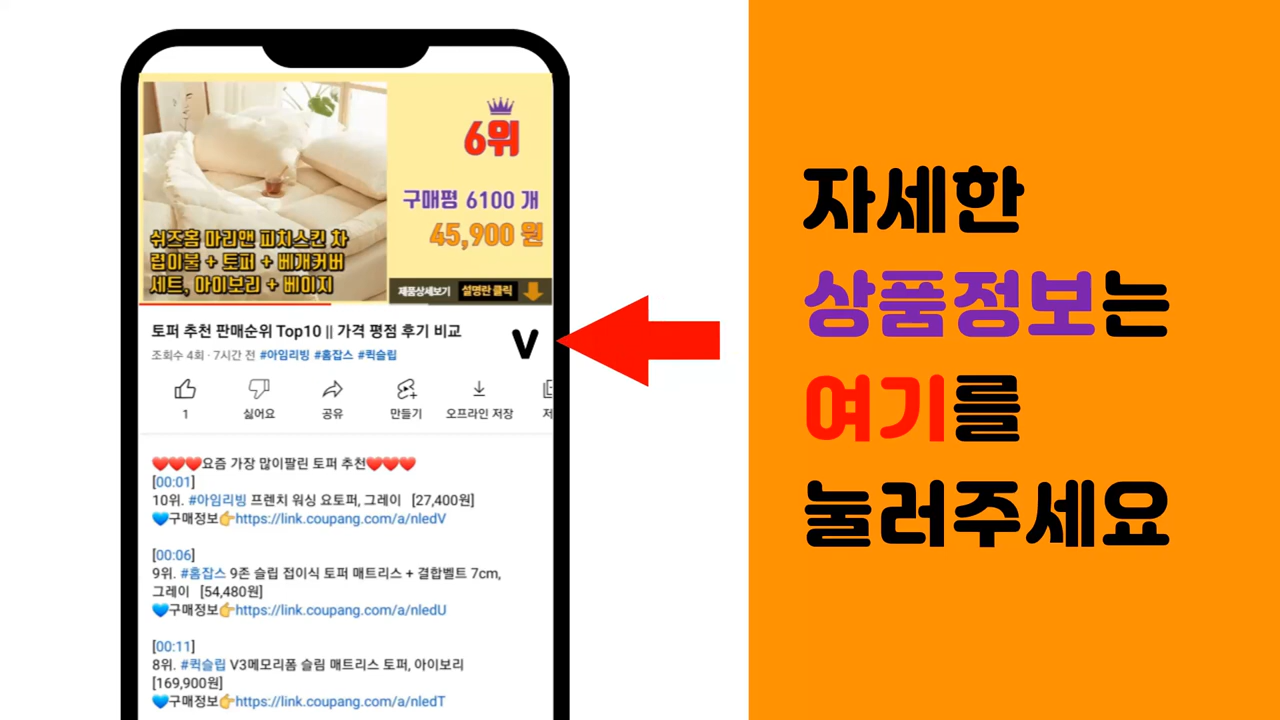 6위
구매평 6100 개
45,900 원
쉬즈홈 마리앤 피치스킨 차
렵이불 + 토퍼 + 베개커버
세트, 아이보리 + 베이지
제품상세보기 설명란 클릭
토퍼 추천 판매순위 Top10 || 가격 평점 후기 비교
V
조회수 4회 · 7시간 전 #아임리빙 #홈잡스 #퀵슬립
1 싫어요 공유 만들기 오프라인 저장 저
❤❤❤요즘 가장 많이팔린 토퍼 추천❤❤❤
[00:01]
10위. #아임리빙 프렌치 워싱 요토퍼, 그레이 [27,400원]
💙구매정보👉https://link.coupang.com/a/nledV
[00:06]
9위. #홈잡스 9존 슬립 접이식 토퍼 매트리스 + 결합벨트 7cm,
그레이 [54,480원]
💙구매정보👉https://link.coupang.com/a/nledU
[00:11]
8위. #퀵슬립 V3메모리폼 슬림 매트리스 토퍼, 아이보리
[169,900원]
💙구매정보👉https://link.coupang.com/a/nledT
자세한
상품정보는
여기를
눌러주세요